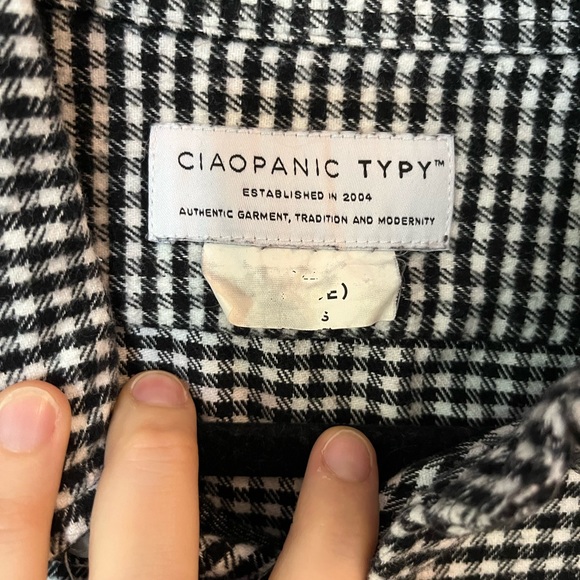 CIAOPANIC TYPY™
ESTABLISHED IN 2004
AUTHENTIC GARMENT, TRADITION AND MODERNITY
E)
S